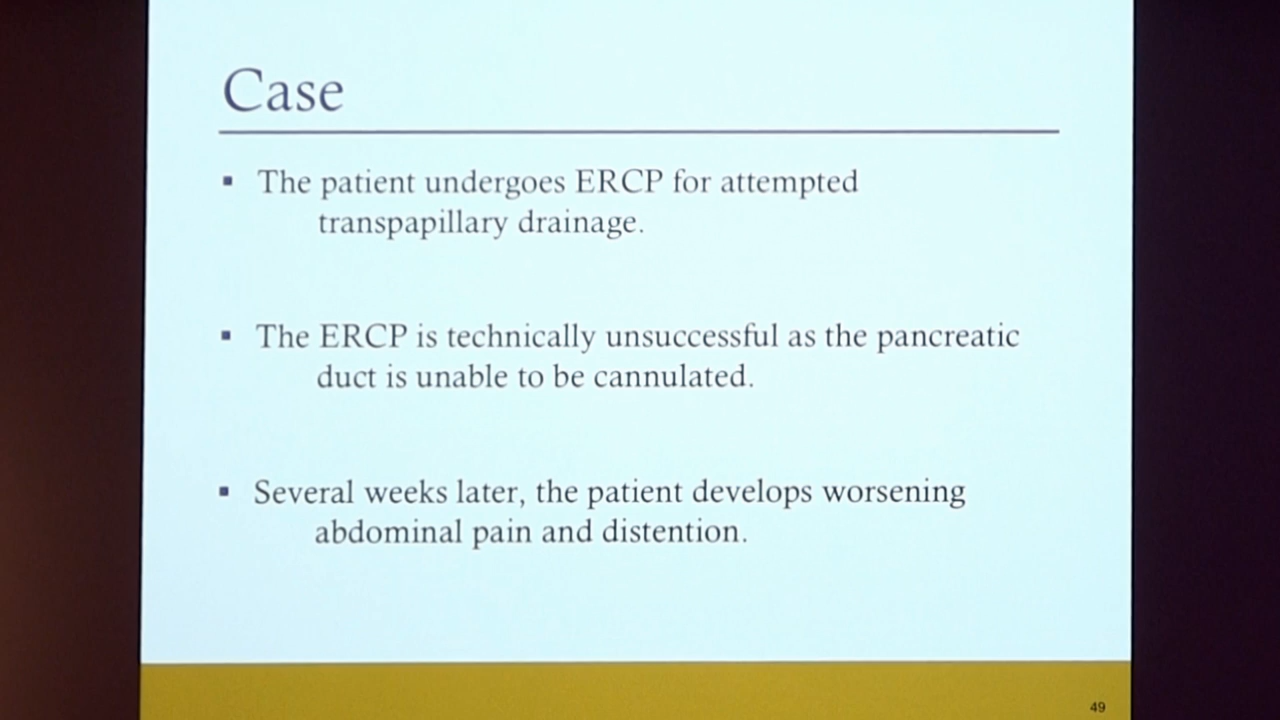 Case
▪ The patient undergoes ERCP for attempted
transpapillary drainage.
▪ The ERCP is technically unsuccessful as the pancreatic
duct is unable to be cannulated.
▪ Several weeks later, the patient develops worsening
abdominal pain and distention.
49